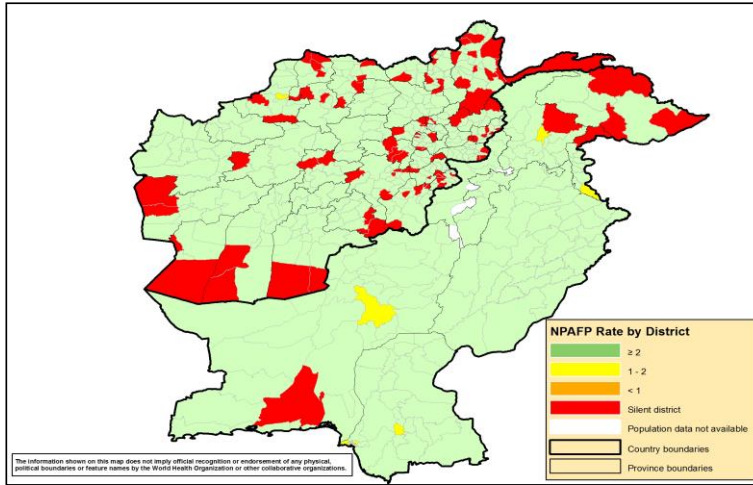 NPAFP Rate by District
≥ 2
1 - 2
< 1
Silent district
Population data not available
Country boundaries
Province boundaries
The information shown on this map does not imply official recognition or endorsement of any physical,
political boundaries or feature names by the World Health Organization or other collaborative organizations.